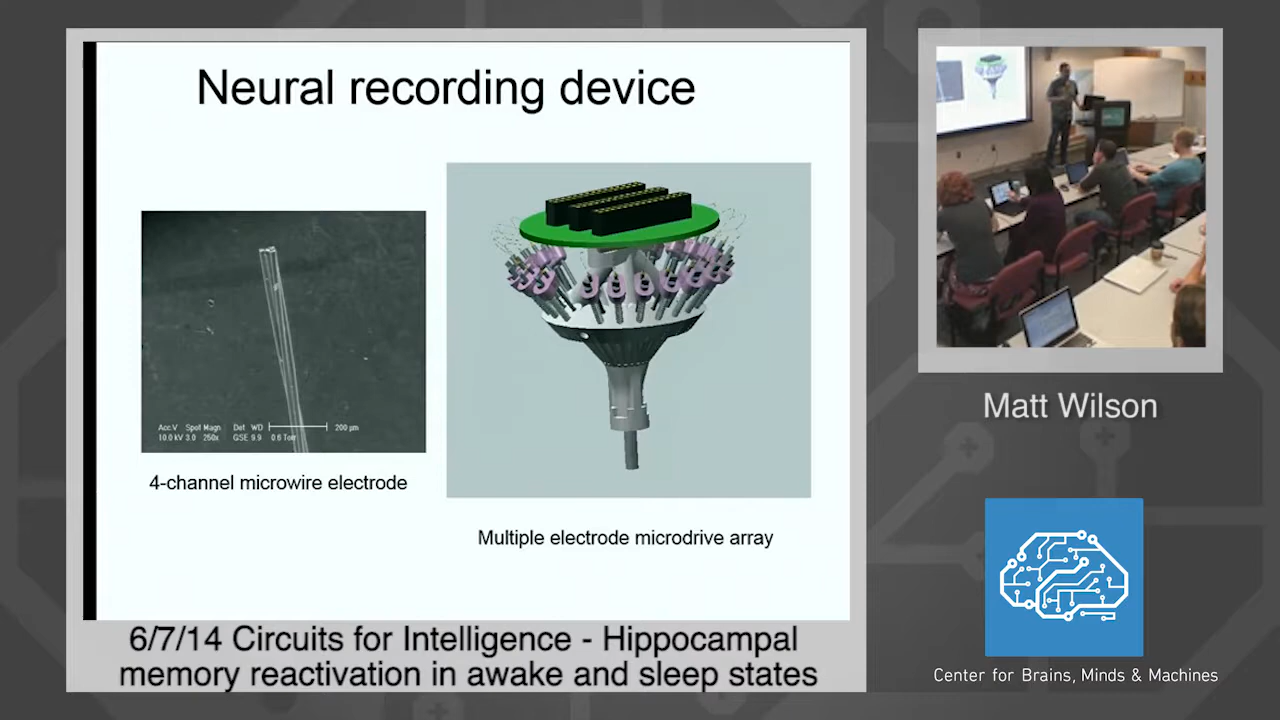 Neural recording device
Acc.V Spot Magn Det WD 200 µm
10.0 kV 3.0 250x GSE 9.9 0.6 Torr
4-channel microwire electrode
Multiple electrode microdrive array
6/7/14 Circuits for Intelligence - Hippocampal
memory reactivation in awake and sleep states
Matt Wilson
Center for Brains, Minds & Machines